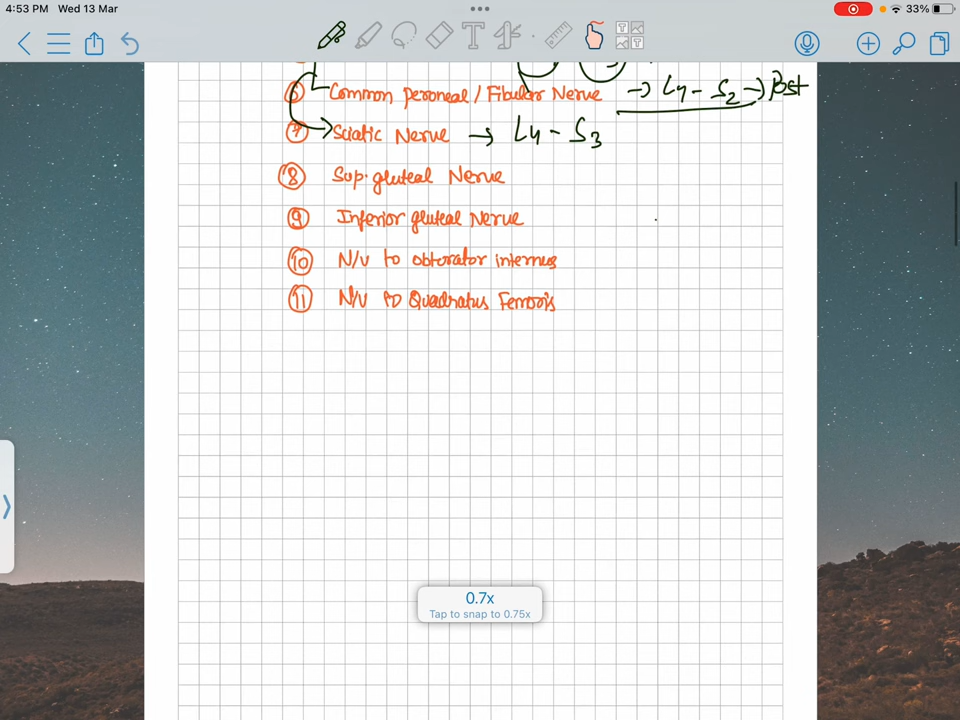 4:53 PM Wed 13 Mar
33%
Common Peroneal / Fibular Nerve → L4 - S2 → Post
⑦ Sciatic Nerve → L4 - S3
⑧ Sup. gluteal Nerve
⑨ Inferior gluteal Nerve
⑩ N/v to obturator internus
⑪ N/v to Quadratus Femoris
0.7x
Tap to snap to 0.75x